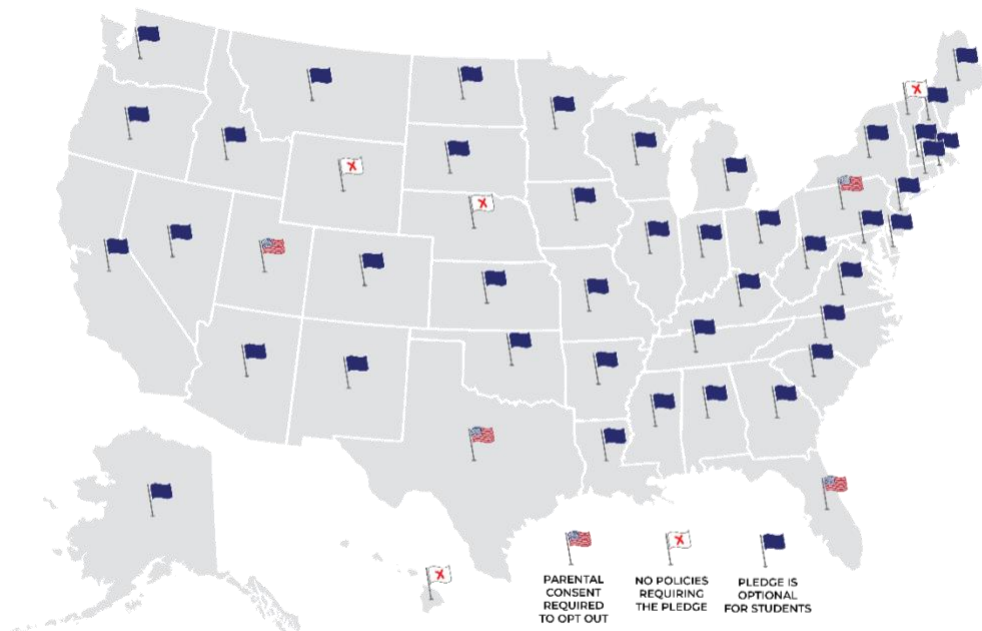 PARENTAL
CONSENT
REQUIRED
TO OPT OUT
NO POLICIES
REQUIRING
THE PLEDGE
PLEDGE IS
OPTIONAL
FOR STUDENTS